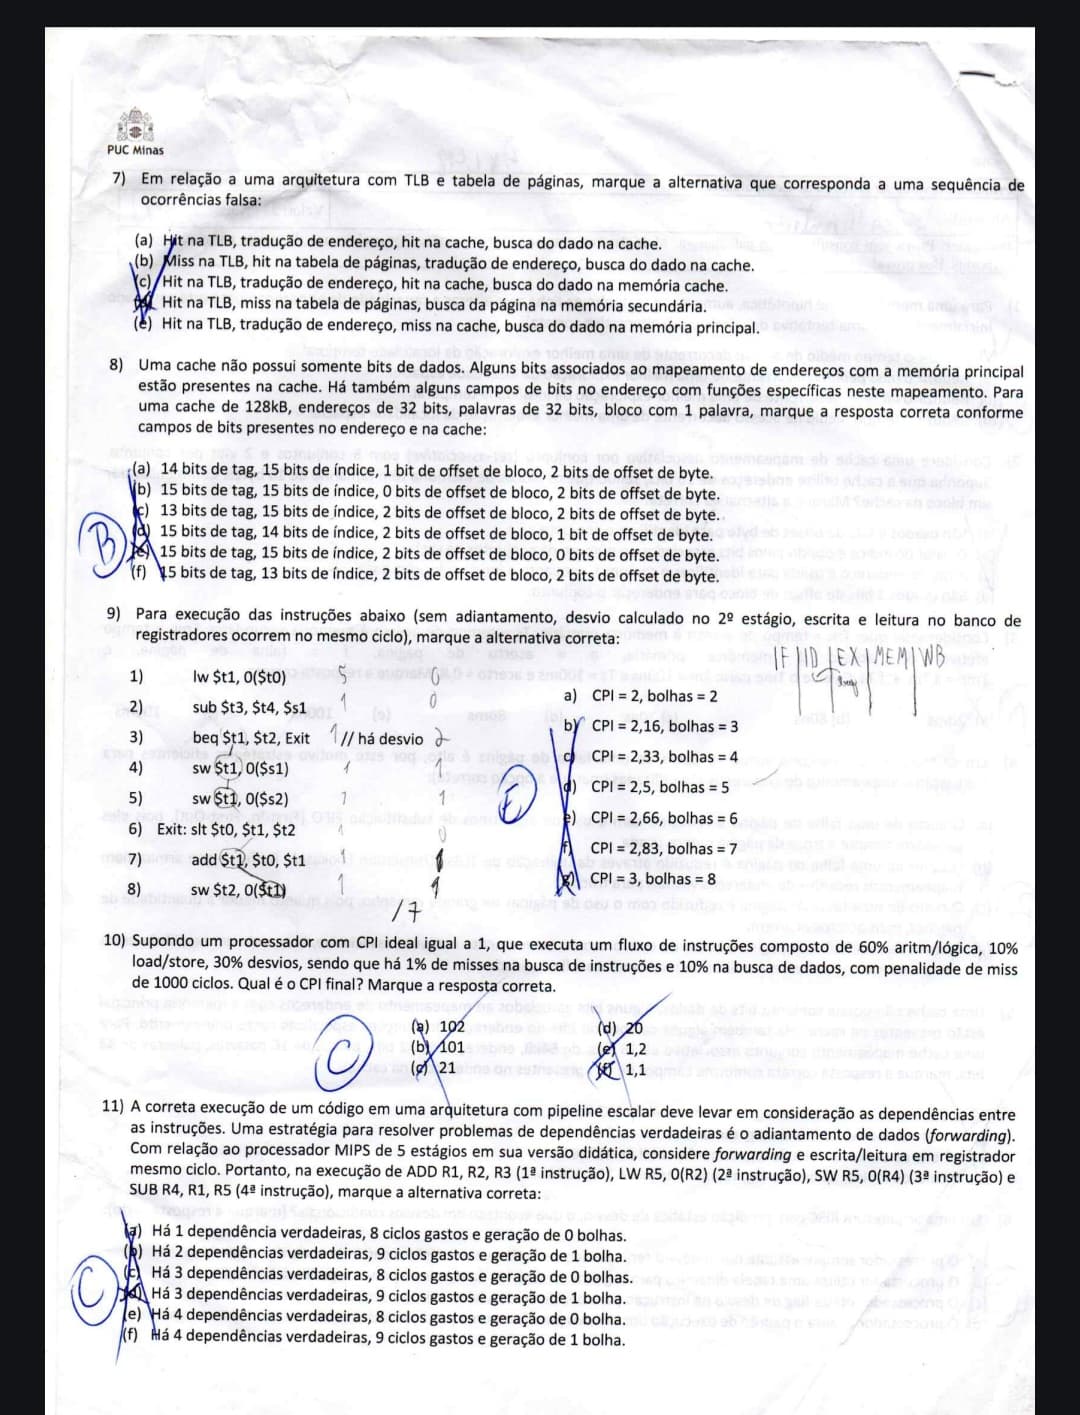 PUC Minas
7) Em relação a uma arquitetura com TLB e tabela de páginas, marque a alternativa que corresponda a uma sequência de
ocorrências falsa:
(a) Hit na TLB, tradução de endereço, hit na cache, busca do dado na cache.
(b) Miss na TLB, hit na tabela de páginas, tradução de endereço, busca do dado na cache.
(c) Hit na TLB, tradução de endereço, hit na cache, busca do dado na memória cache.
(d) Hit na TLB, miss na tabela de páginas, busca da página na memória secundária.
(e) Hit na TLB, tradução de endereço, miss na cache, busca do dado na memória principal.
8) Uma cache não possui somente bits de dados. Alguns bits associados ao mapeamento de endereços com a memória principal
estão presentes na cache. Há também alguns campos de bits no endereço com funções específicas neste mapeamento. Para
uma cache de 128kB, endereços de 32 bits, palavras de 32 bits, bloco com 1 palavra, marque a resposta correta conforme
campos de bits presentes no endereço e na cache:
(a) 14 bits de tag, 15 bits de índice, 1 bit de offset de bloco, 2 bits de offset de byte.
(b) 15 bits de tag, 15 bits de índice, 0 bits de offset de bloco, 2 bits de offset de byte.
(c) 13 bits de tag, 15 bits de índice, 2 bits de offset de bloco, 2 bits de offset de byte.
(d) 15 bits de tag, 14 bits de índice, 2 bits de offset de bloco, 1 bit de offset de byte.
(e) 15 bits de tag, 15 bits de índice, 2 bits de offset de bloco, 0 bits de offset de byte.
(f) 15 bits de tag, 13 bits de índice, 2 bits de offset de bloco, 2 bits de offset de byte.
B
9) Para execução das instruções abaixo (sem adiantamento, desvio calculado no 2º estágio, escrita e leitura no banco de
registradores ocorrem no mesmo ciclo), marque a alternativa correta:
IF | ID | EX | MEM | WB
1) lw $t1, 0($t0) 5 0
2) sub $t3, $t4, $s1 1 0
3) beq $t1, $t2, Exit 1 // há desvio 2
4) sw $t1, 0($s1) 1 1
5) sw $t1, 0($s2) 1 1
6) Exit: slt $t0, $t1, $t2 1 0
7) add $t1, $t0, $t1 1 1
8) sw $t2, 0($t1) 1 1
17
a) CPI = 2, bolhas = 2
b) CPI = 2,16, bolhas = 3
c) CPI = 2,33, bolhas = 4
d) CPI = 2,5, bolhas = 5
e) CPI = 2,66, bolhas = 6
f) CPI = 2,83, bolhas = 7
g) CPI = 3, bolhas = 8
E
10) Supondo um processador com CPI ideal igual a 1, que executa um fluxo de instruções composto de 60% aritm/lógica, 10%
load/store, 30% desvios, sendo que há 1% de misses na busca de instruções e 10% na busca de dados, com penalidade de miss
de 1000 ciclos. Qual é o CPI final? Marque a resposta correta.
(a) 102
(b) 101
(c) 21
(d) 20
(e) 1,2
(f) 1,1
C
11) A correta execução de um código em uma arquitetura com pipeline escalar deve levar em consideração as dependências entre
as instruções. Uma estratégia para resolver problemas de dependências verdadeiras é o adiantamento de dados (forwarding).
Com relação ao processador MIPS de 5 estágios em sua versão didática, considere forwarding e escrita/leitura em registrador
mesmo ciclo. Portanto, na execução de ADD R1, R2, R3 (1ª instrução), LW R5, 0(R2) (2ª instrução), SW R5, 0(R4) (3ª instrução) e
SUB R4, R1, R5 (4ª instrução), marque a alternativa correta:
(a) Há 1 dependência verdadeiras, 8 ciclos gastos e geração de 0 bolhas.
(b) Há 2 dependências verdadeiras, 9 ciclos gastos e geração de 1 bolha.
(c) Há 3 dependências verdadeiras, 8 ciclos gastos e geração de 0 bolhas.
(d) Há 3 dependências verdadeiras, 9 ciclos gastos e geração de 1 bolha.
(e) Há 4 dependências verdadeiras, 8 ciclos gastos e geração de 0 bolha.
(f) Há 4 dependências verdadeiras, 9 ciclos gastos e geração de 1 bolha.
C